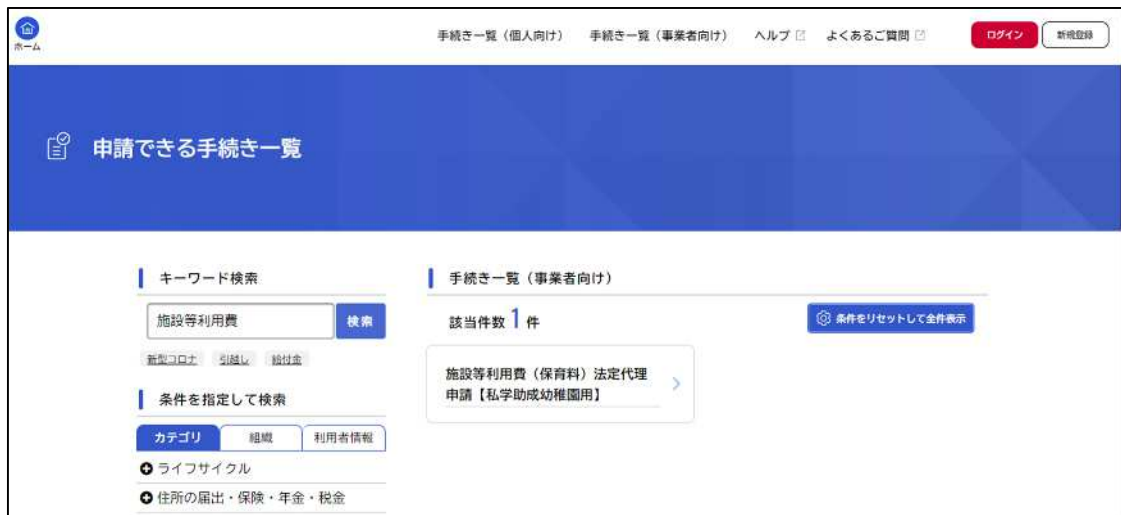 ホーム
手続き一覧（個人向け） 手続き一覧（事業者向け） ヘルプ よくあるご質問 ログイン 新規登録
申請できる手続き一覧
キーワード検索
施設等利用費 検索
新型コロナ 引越し 給付金
条件を指定して検索
カテゴリ 組織 利用者情報
ライフサイクル
住所の届出・保険・年金・税金
手続き一覧（事業者向け）
該当件数 1 件 条件をリセットして全件表示
施設等利用費（保育料）法定代理
申請【私学助成幼稚園用】